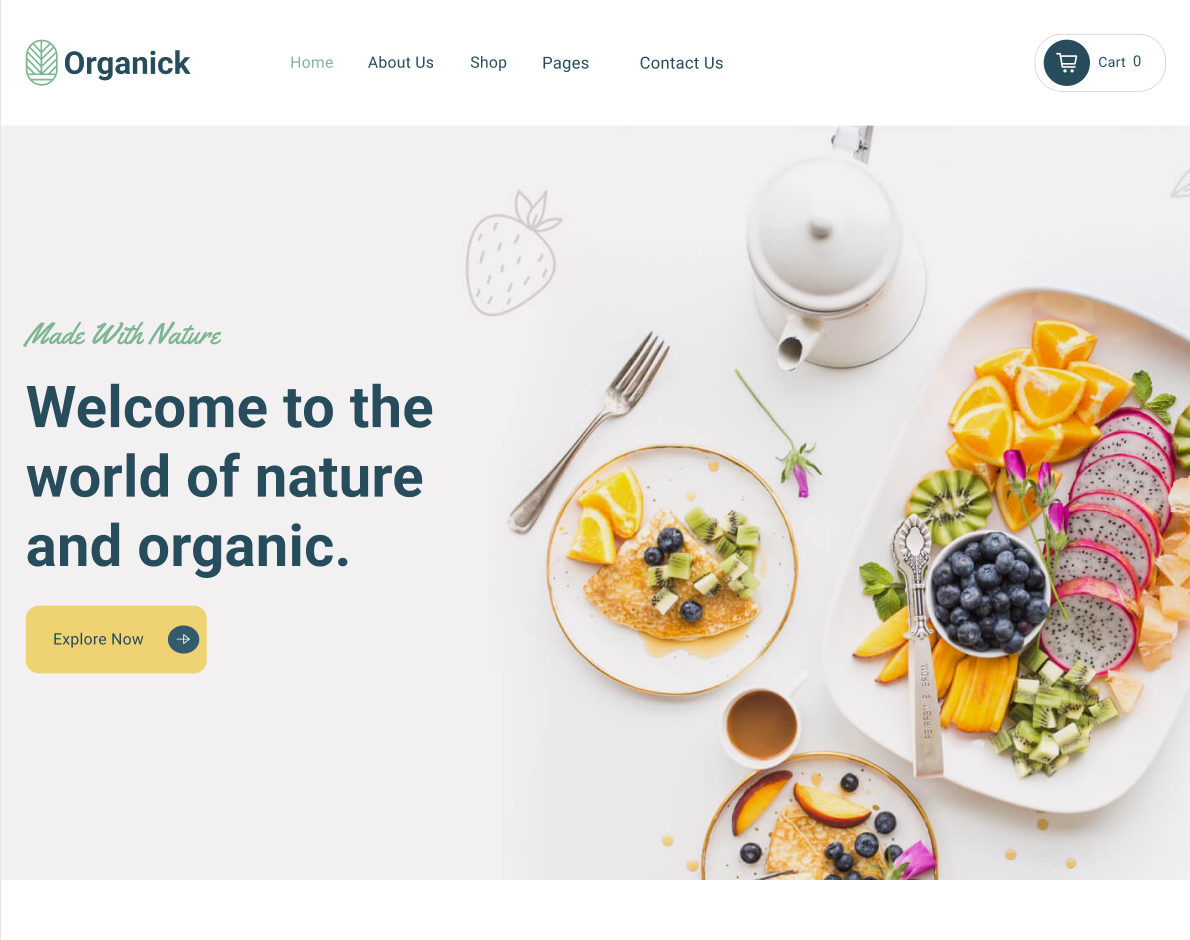 Organick
Home About Us Shop Pages Contact Us
Cart 0
Made With Nature
Welcome to the
world of nature
and organic.
Explore Now